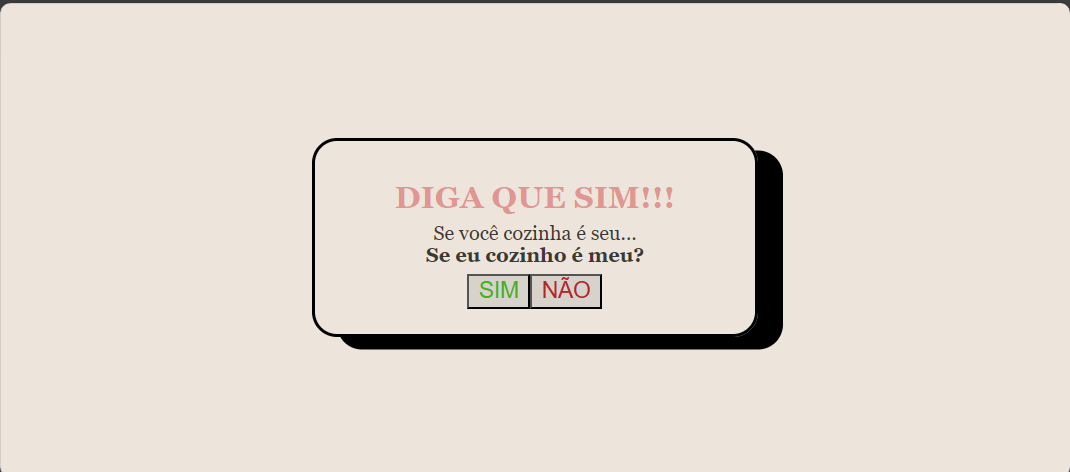 DIGA QUE SIM!!!
Se você cozinha é seu...
Se eu cozinho é meu?
SIM NÃO